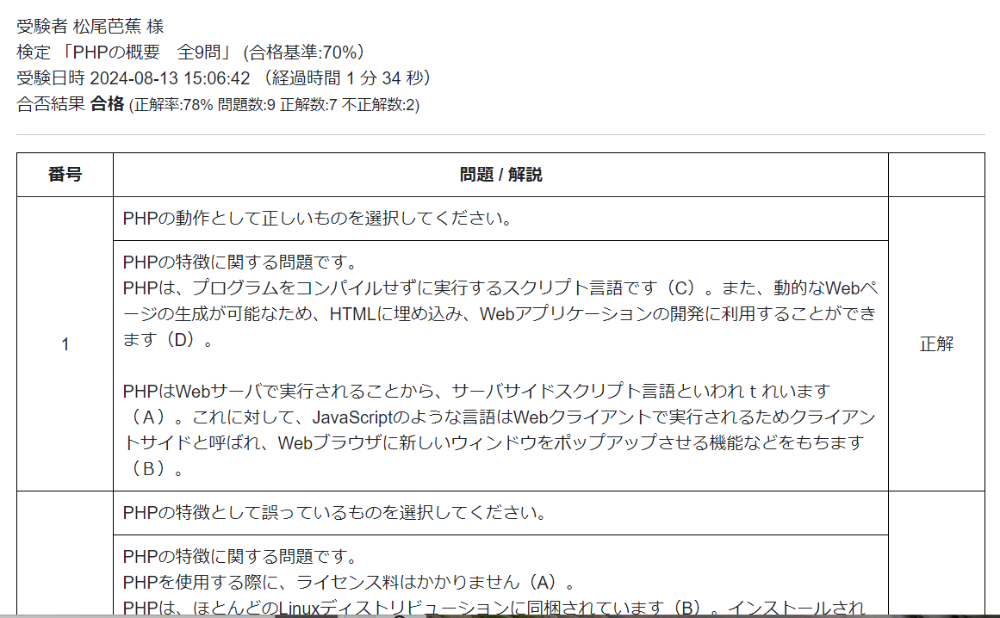 受験者 松尾芭蕉 様
検定 「PHPの概要　全9問」 (合格基準:70%）
受験日時 2024-08-13 15:06:42 （経過時間 1 分 34 秒）
合否結果 合格 (正解率:78% 問題数:9 正解数:7 不正解数:2)
番号 問題 / 解説
PHPの動作として正しいものを選択してください。
1
PHPの特徴に関する問題です。
PHPは、プログラムをコンパイルせずに実行するスクリプト言語です（C）。また、動的なWebペ
ージの生成が可能なため、HTMLに埋め込み、Webアプリケーションの開発に利用することができ
ます（D）。
正解
PHPはWebサーバで実行されることから、サーバサイドスクリプト言語といわれｔれいます
（Ａ）。これに対して、JavaScriptのような言語はWebクライアントで実行されるためクライアン
トサイドと呼ばれ、Webブラウザに新しいウィンドウをポップアップさせる機能などをもちます
（Ｂ）。
PHPの特徴として誤っているものを選択してください。
PHPの特徴に関する問題です。
PHPを使用する際に、ライセンス料はかかりません（A）。
PHPは、ほとんどのLinuxディストリビューションに同梱されています（B）。インストールされ